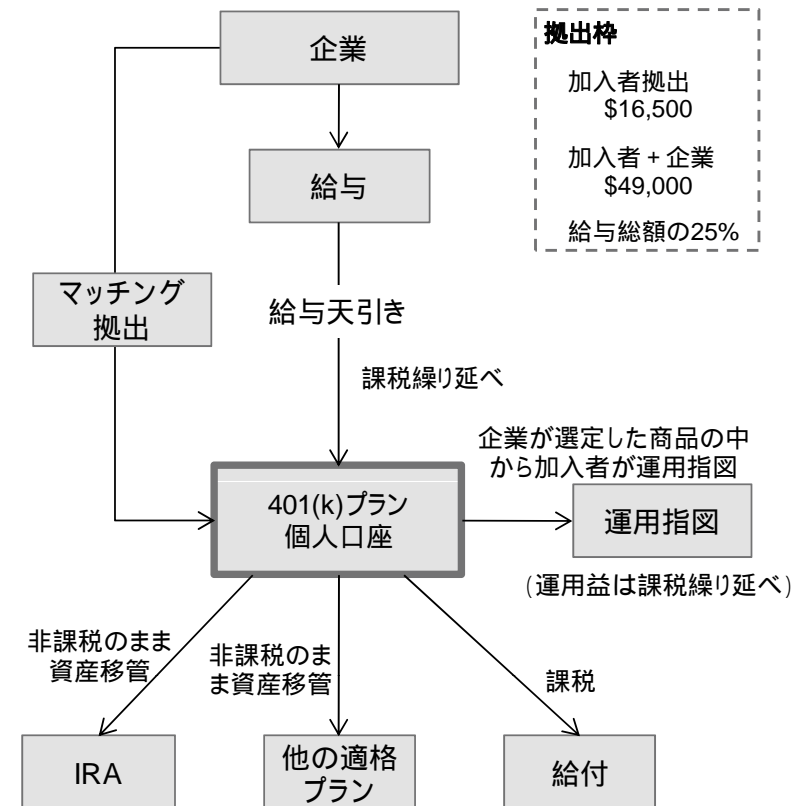 企業
拠出枠
加入者拠出
$16,500
加入者 + 企業
$49,000
給与総額の25%
給与
マッチング
拠出
給与天引き
課税繰り延べ
企業が選定した商品の中
から加入者が運用指図
401(k)プラン
個人口座
運用指図
(運用益は課税繰り延べ)
非課税のまま
資産移管
非課税のま
ま資産移管
課税
IRA
他の適格
プラン
給付